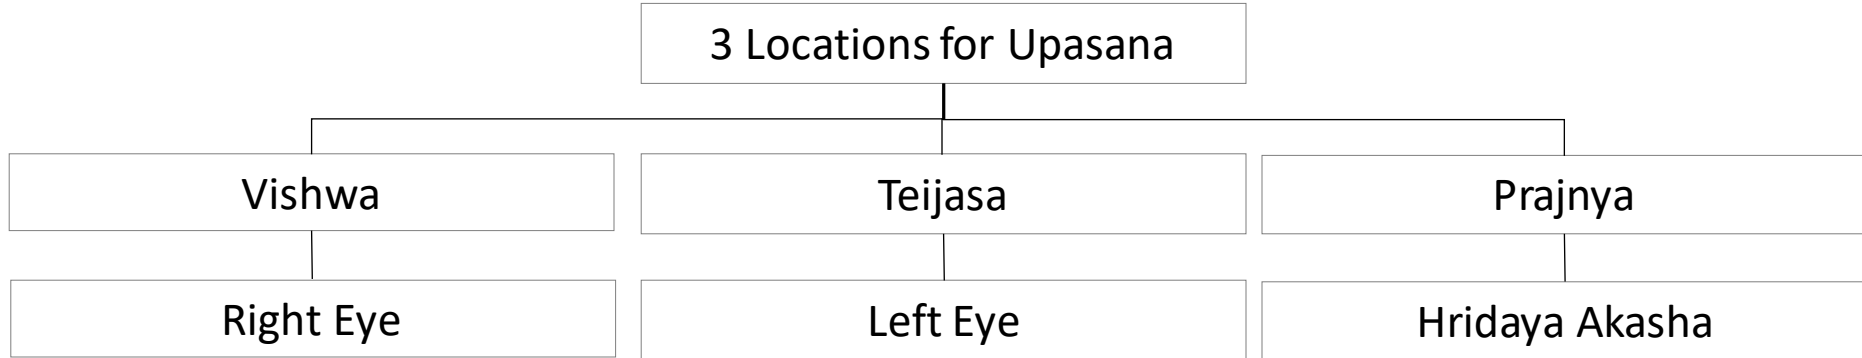 3 Locations for Upasana
Vishwa
Teijasa
Prajnya
Right Eye
Left Eye
Hridaya Akasha